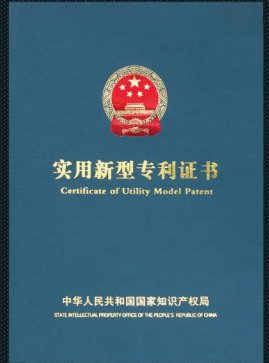 实用新型专利证书
Certificate of Utility Model Patent
中华人民共和国国家知识产权局
STATE INTELLECTUAL PROPERTY OFFICE OF THE PEOPLE'S REPUBLIC OF CHINA